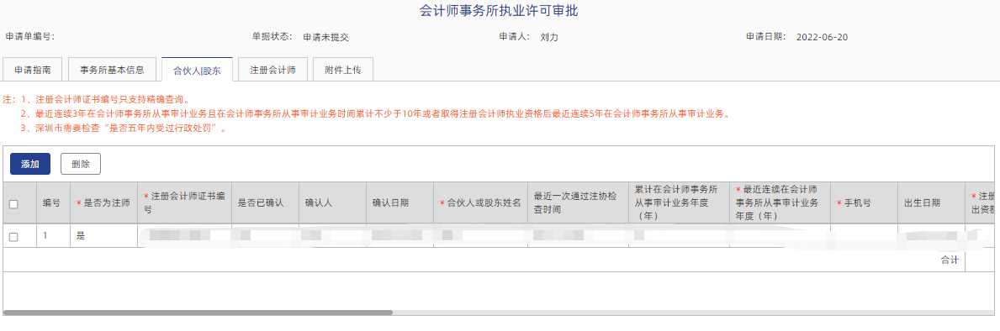 会计师事务所执业许可审批
申请单编号： 单据状态： 申请未提交 申请人： 刘力 申请日期： 2022-06-20
申请指南 事务所基本信息 合伙人|股东 注册会计师 附件上传
注：1、注册会计师证书编号只支持精确查询。
2、最近连续3年在会计师事务所从事审计业务且在会计师事务所从事审计业务时间累计不少于10年或者取得注册会计师执业资格后最近连续5年在会计师事务所从事审计业务。
3、深圳市需要检查“是否五年内受过行政处罚”。
添加 删除
编号
*是否为注师
*注册会计师证书编
号
是否已确认
确认人
确认日期
*合伙人或股东姓名
最近一次通过注协检
查时间
累计在会计师事务所
从事审计业务年度
（年）
*最近连续在会计师
事务所从事审计业务
年度（年）
*手机号
出生日期
*注册
出资额
1 是
合计